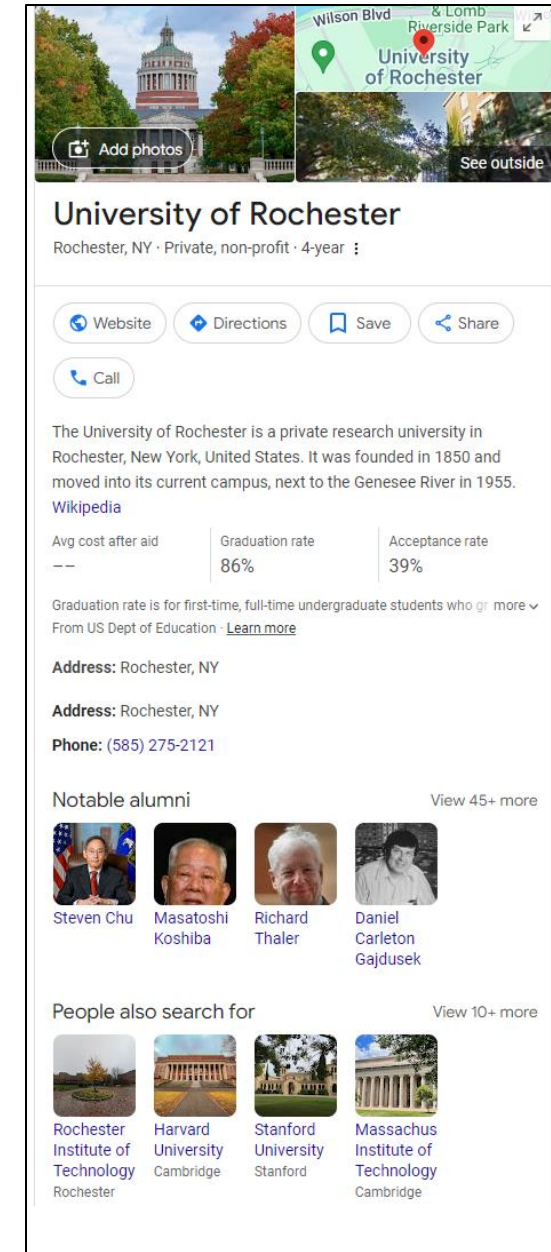 Wilson Blvd
& Lomb
Riverside Park
University
of Rochester
Add photos
See outside
University of Rochester
Rochester, NY · Private, non-profit · 4-year
Website
Directions
Save
Share
Call
The University of Rochester is a private research university in
Rochester, New York, United States. It was founded in 1850 and
moved into its current campus, next to the Genesee River in 1955.
Wikipedia
Avg cost after aid
Graduation rate
Acceptance rate
––
86%
39%
Graduation rate is for first-time, full-time undergraduate students who gr more
From US Dept of Education · Learn more
Address: Rochester, NY
Address: Rochester, NY
Phone: (585) 275-2121
Notable alumni
View 45+ more
Steven Chu
Masatoshi
Koshiba
Richard
Thaler
Daniel
Carleton
Gajdusek
People also search for
View 10+ more
Rochester
Institute of
Technology
Rochester
Harvard
University
Cambridge
Stanford
University
Stanford
Massachus
Institute of
Technology
Cambridge